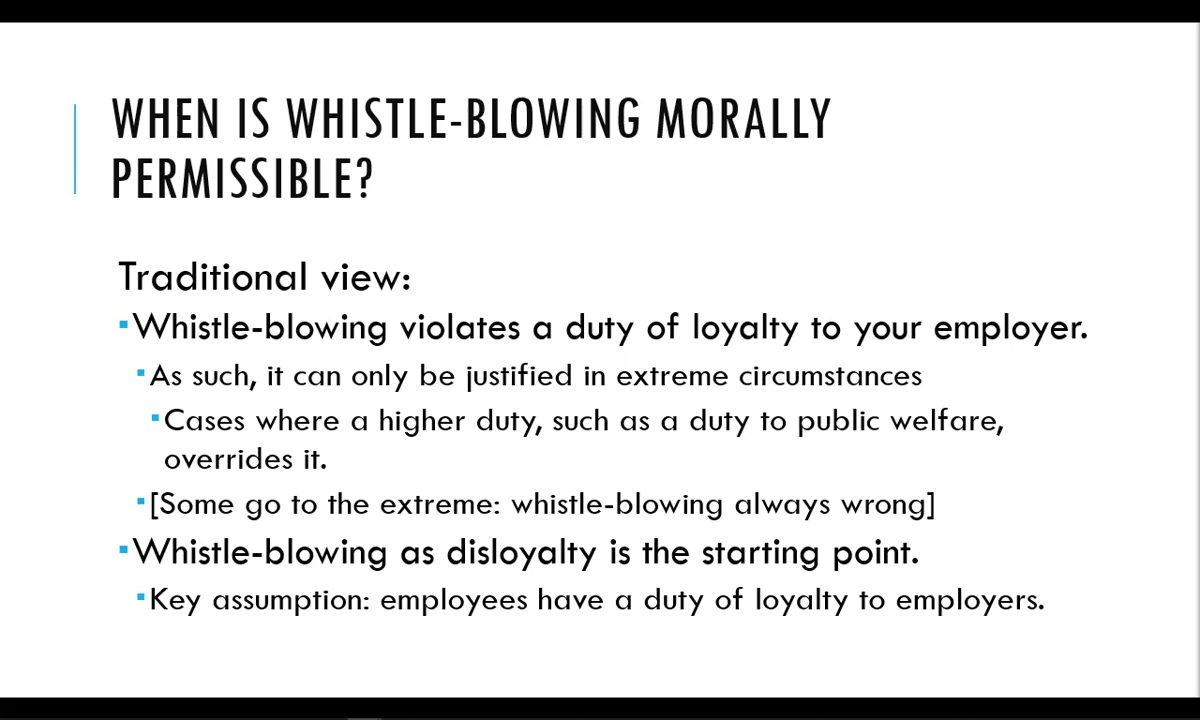 WHEN IS WHISTLE-BLOWING MORALLY
PERMISSIBLE?
Traditional view:
▪Whistle-blowing violates a duty of loyalty to your employer.
▪As such, it can only be justified in extreme circumstances
▪Cases where a higher duty, such as a duty to public welfare,
overrides it.
▪[Some go to the extreme: whistle-blowing always wrong]
▪Whistle-blowing as disloyalty is the starting point.
▪Key assumption: employees have a duty of loyalty to employers.